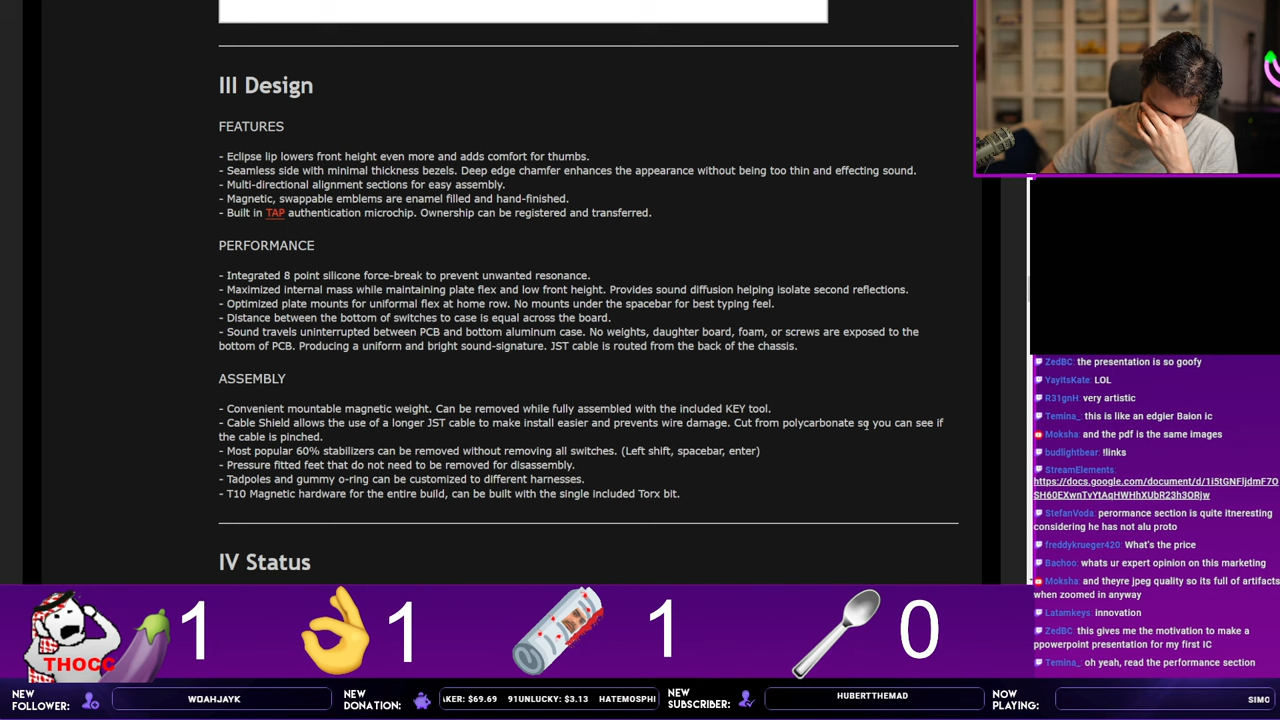 III Design
FEATURES
- Eclipse lip lowers front height even more and adds comfort for thumbs.
- Seamless side with minimal thickness bezels. Deep edge chamfer enhances the appearance without being too thin and effecting sound.
- Multi-directional alignment sections for easy assembly.
- Magnetic, swappable emblems are enamel filled and hand-finished.
- Built in TAP authentication microchip. Ownership can be registered and transferred.
PERFORMANCE
- Integrated 8 point silicone force-break to prevent unwanted resonance.
- Maximized internal mass while maintaining plate flex and low front height. Provides sound diffusion helping isolate second reflections.
- Optimized plate mounts for uniformal flex at home row. No mounts under the spacebar for best typing feel.
- Distance between the bottom of switches to case is equal across the board.
- Sound travels uninterrupted between PCB and bottom aluminum case. No weights, daughter board, foam, or screws are exposed to the
bottom of PCB. Producing a uniform and bright sound-signature. JST cable is routed from the back of the chassis.
ASSEMBLY
- Convenient mountable magnetic weight. Can be removed while fully assembled with the included KEY tool.
- Cable Shield allows the use of a longer JST cable to make install easier and prevents wire damage. Cut from polycarbonate so you can see if
the cable is pinched.
- Most popular 60% stabilizers can be removed without removing all switches. (Left shift, spacebar, enter)
- Pressure fitted feet that do not need to be removed for disassembly.
- Tadpoles and gummy o-ring can be customized to different harnesses.
- T10 Magnetic hardware for the entire build, can be built with the single included Torx bit.
IV Status
ZedBC: the presentation is so goofy
YayItsKate: LOL
R31gnH: very artistic
Temina_: this is like an edgier Baion ic
Moksha: and the pdf is the same images
budlightbear: !links
StreamElements:
https://docs.google.com/document/d/1i5tGNFljdmF7O
SH60EXwnTvYtAqHWHhXUbR23h3ORjw
StefanVoda: perormance section is quite itneresting
considering he has not alu proto
freddykrueger420: What's the price
Bachoo: whats ur expert opinion on this marketing
Moksha: and theyre jpeg quality so its full of artifacts
when zoomed in anyway
Latamkeys: innovation
ZedBC: this gives me the motivation to make a
ppowerpoint presentation for my first IC
Temina_: oh yeah, read the performance section
THOCC
1
1
1
0
NEW
FOLLOWER:
WOAHJAYK
NEW
DONATION:
AKER: $69.69 91UNLUCKY: $3.13 HATEMOSPHI
NEW
SUBSCRIBER:
HUBERTTHEMAD
NOW
PLAYING:
SIMO